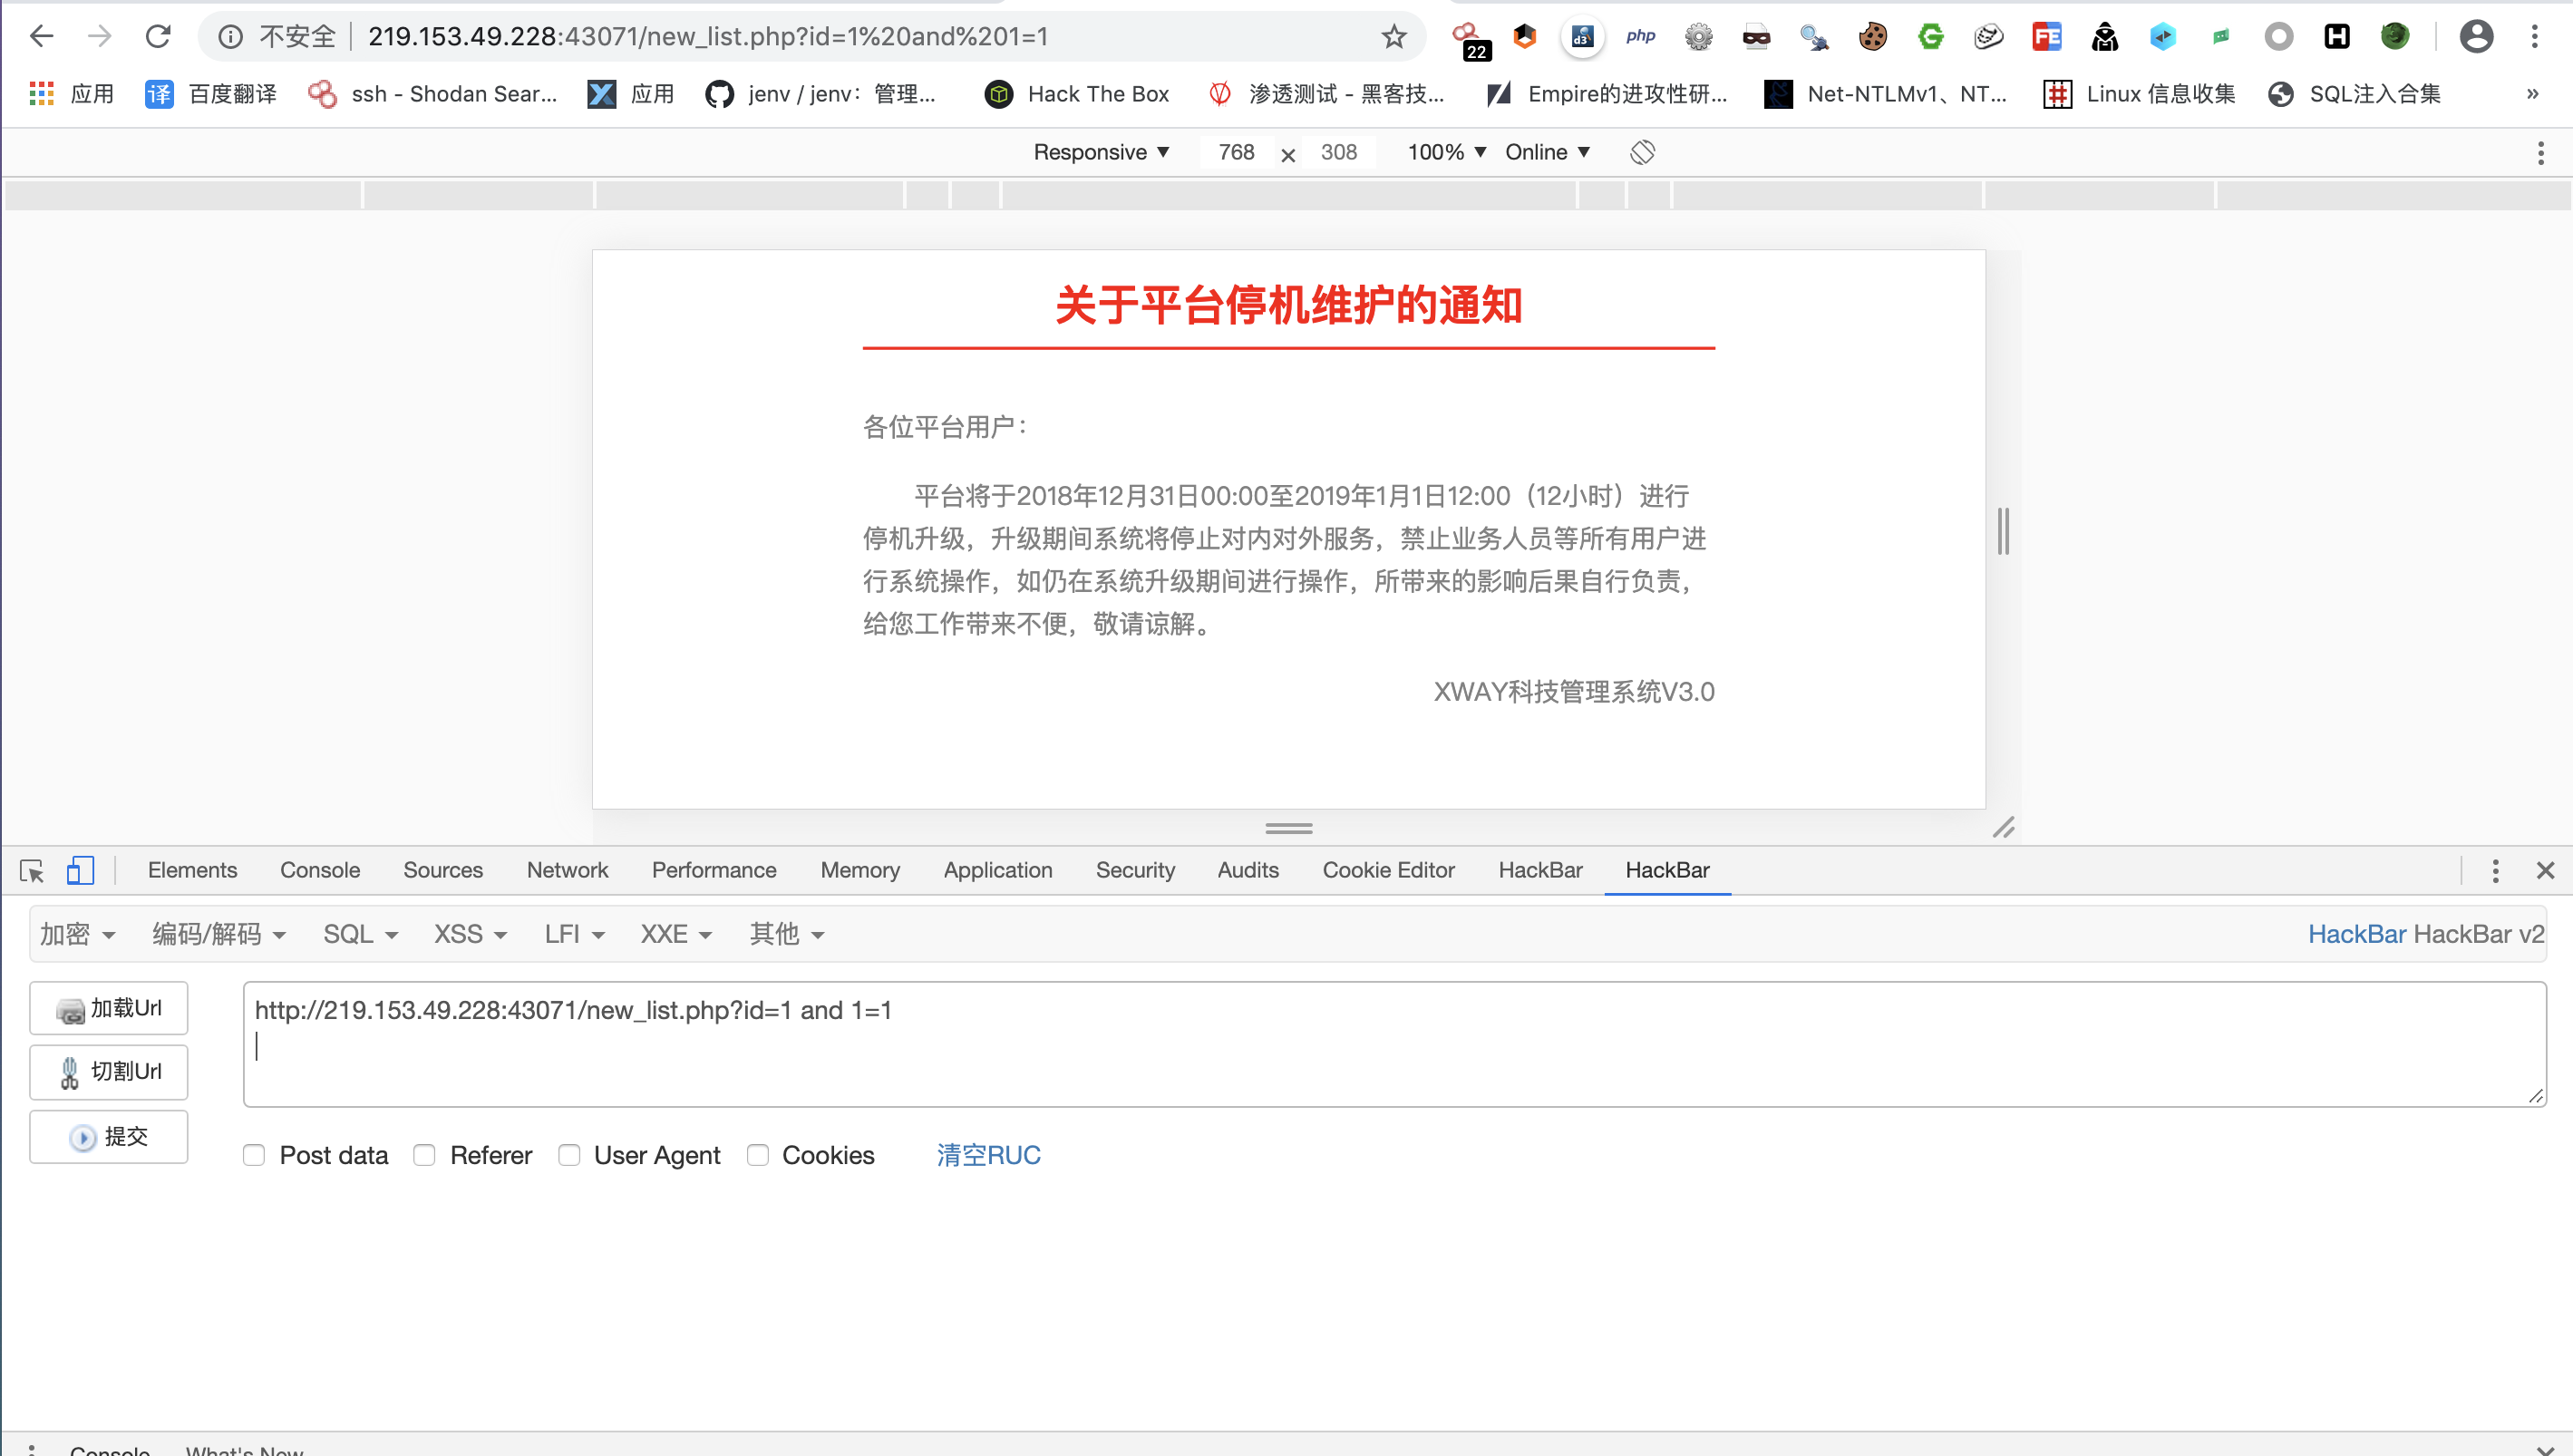 不安全 219.153.49.228:43071/new_list.php?id=1%20and%201=1
22 d3 php FE H
应用 译 百度翻译 ssh - Shodan Sear... 应用 jenv / jenv：管理... Hack The Box 渗透测试 - 黑客技... Empire的进攻性研... Net-NTLMv1、NT... Linux 信息收集 SQL注入合集 »
Responsive ▼ 768 × 308 100% ▼ Online ▼
关于平台停机维护的通知
各位平台用户：
平台将于2018年12月31日00:00至2019年1月1日12:00（12小时）进行
停机升级，升级期间系统将停止对内对外服务，禁止业务人员等所有用户进
行系统操作，如仍在系统升级期间进行操作，所带来的影响后果自行负责，
给您工作带来不便，敬请谅解。
XWAY科技管理系统V3.0
Elements Console Sources Network Performance Memory Application Security Audits Cookie Editor HackBar HackBar
加密 编码/解码 SQL XSS LFI XXE 其他 HackBar HackBar v2
加载Url
http://219.153.49.228:43071/new_list.php?id=1 and 1=1
切割Url
提交
Post data Referer User Agent Cookies 清空RUC
Console What's New